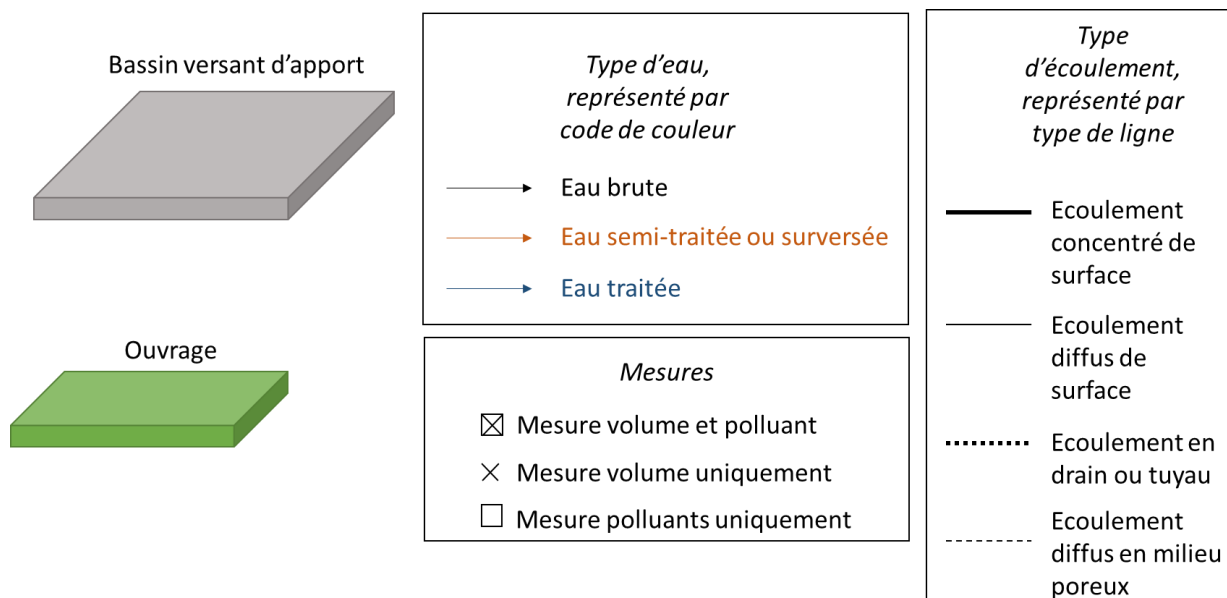 Bassin versant d'apport
Ouvrage
Type d'eau,
représenté par
code de couleur
Eau brute
Eau semi-traitée ou surversée
Eau traitée
Mesures
Mesure volume et polluant
Mesure volume uniquement
Mesure polluants uniquement
Type
d'écoulement,
représenté par
type de ligne
Ecoulement
concentré de
surface
Ecoulement
diffus de
surface
Ecoulement en
drain ou tuyau
Ecoulement
diffus en milieu
poreux